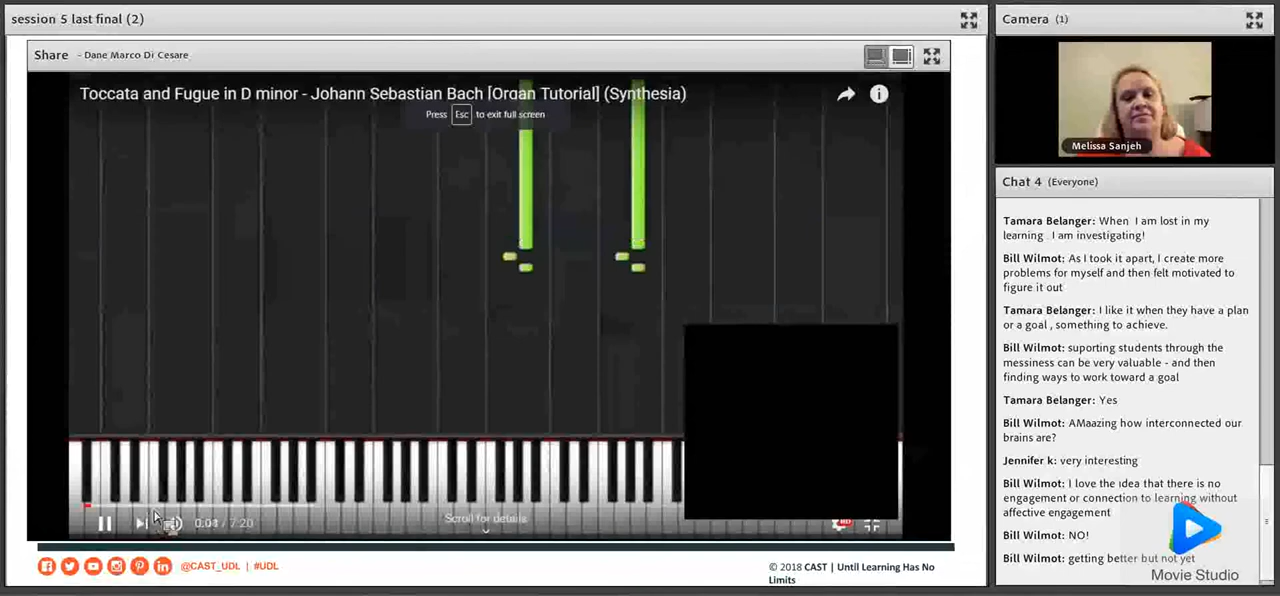 session 5 last final (2)
Share - Dane Marco Di Cesare
Toccata and Fugue in D minor - Johann Sebastian Bach [Organ Tutorial] (Synthesia)
Press Esc to exit full screen
0:04 / 7:20
Scroll for details
HD
@CAST_UDL | #UDL
© 2018 CAST | Until Learning Has No
Limits
Camera (1)
Melissa Sanjeh
Chat 4 (Everyone)
Tamara Belanger: When I am lost in my
learning . I am investigating!
Bill Wilmot: As I took it apart, I create more
problems for myself and then felt motivated to
figure it out
Tamara Belanger: I like it when they have a plan
or a goal , something to achieve.
Bill Wilmot: suporting students through the
messiness can be very valuable - and then
finding ways to work toward a goal
Tamara Belanger: Yes
Bill Wilmot: AMaazing how interconnected our
brains are?
Jennifer k: very interesting
Bill Wilmot: I love the idea that there is no
engagement or connection to learning without
affective engagement
Bill Wilmot: NO!
Bill Wilmot: getting better but not yet
Movie Studio